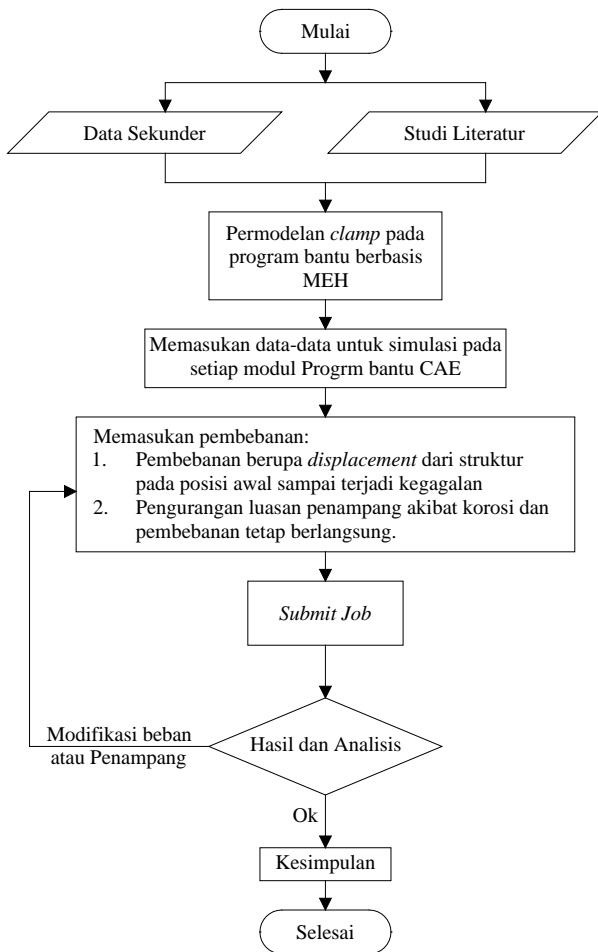 Mulai
Data Sekunder
Studi Literatur
Permodelan clamp pada
program bantu berbasis
MEH
Memasukan data-data untuk simulasi pada
setiap modul Progrm bantu CAE
Memasukan pembebanan:
1. Pembebanan berupa displacement dari struktur
pada posisi awal sampai terjadi kegagalan
2. Pengurangan luasan penampang akibat korosi dan
pembebanan tetap berlangsung.
Submit Job
Modifikasi beban
atau Penampang
Hasil dan Analisis
Ok
Kesimpulan
Selesai